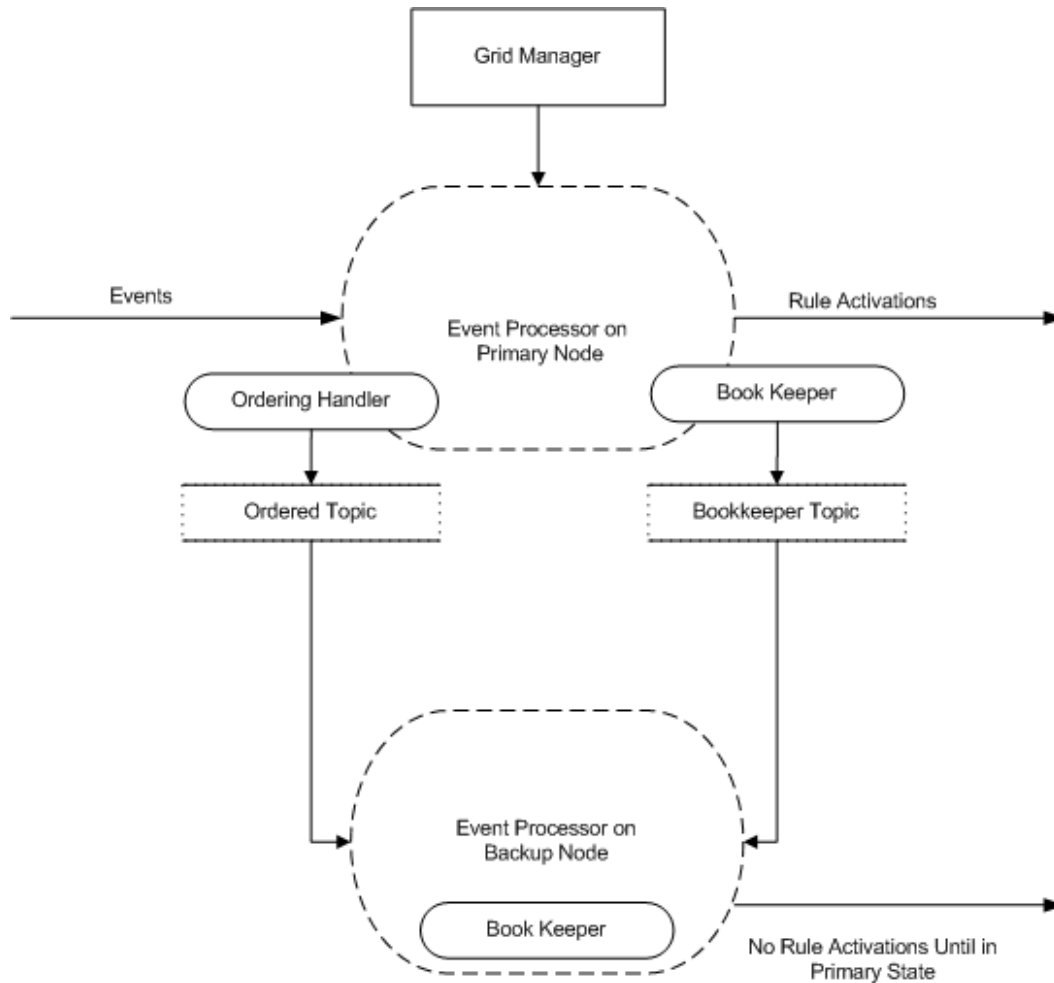 Grid Manager
Events
Rule Activations
Event Processor on
Primary Node
Ordering Handler
Book Keeper
Ordered Topic
Bookkeeper Topic
Event Processor on
Backup Node
Book Keeper
No Rule Activations Until in
Primary State